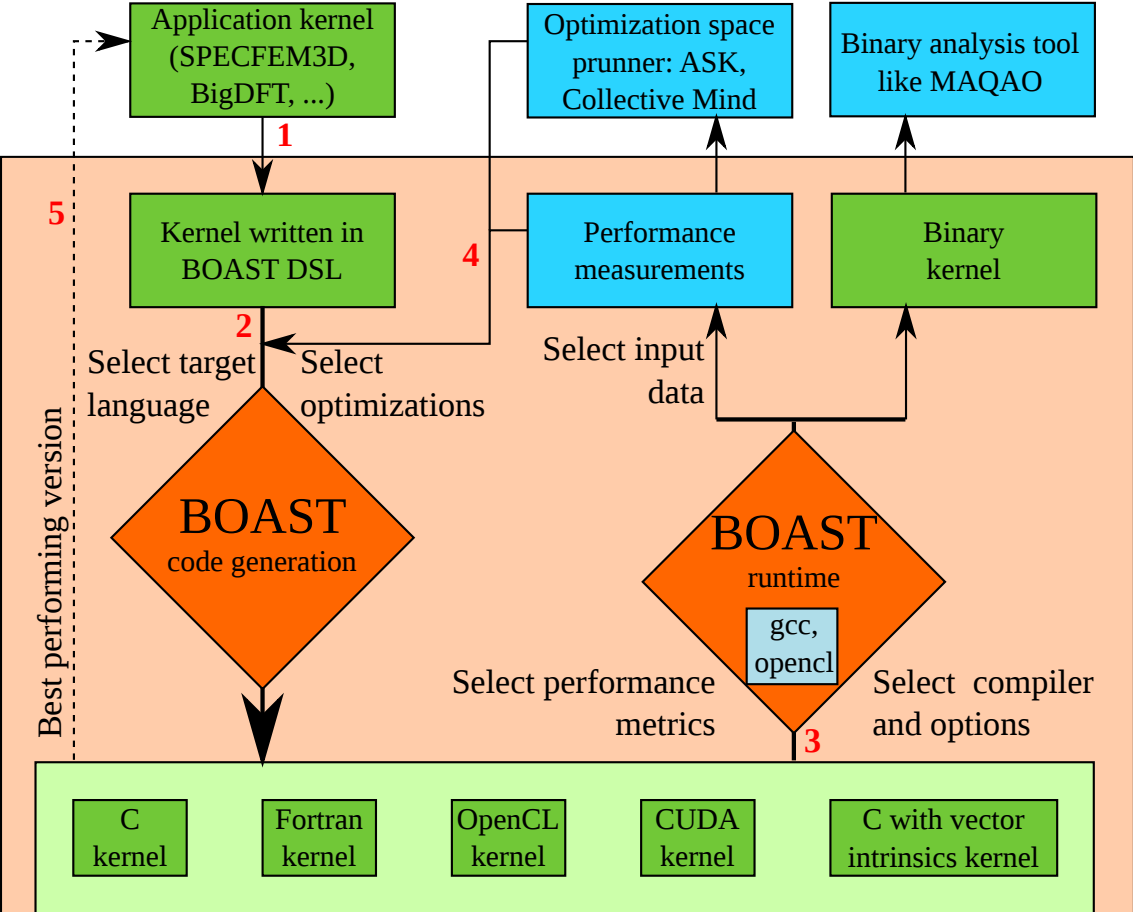 Application kernel
(SPECFEM3D,
BigDFT, ...)
Optimization space
prunner: ASK,
Collective Mind
Binary analysis tool
like MAQAO
1
5
Kernel written in
BOAST DSL
4
Performance
measurements
Binary
kernel
2
Select target
language
Select
optimizations
Select input
data
Best performing version
BOAST
code generation
BOAST
runtime
gcc,
opencl
Select performance
metrics
Select compiler
and options
3
C
kernel
Fortran
kernel
OpenCL
kernel
CUDA
kernel
C with vector
intrinsics kernel